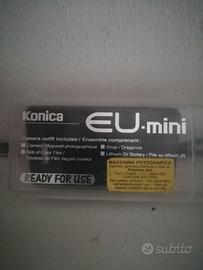 Konica
EU·mini
Camera outfit includes / Ensemble comprenant :
Camera / Appareil photographique
Strap / Dragonne
Roll of Color Film /
Rouleau de Film négatif couleur
Lithium 3V Battery / Pile au lithium 3V
READY FOR USE
MACCHINA FOTOGRAFICA
subito